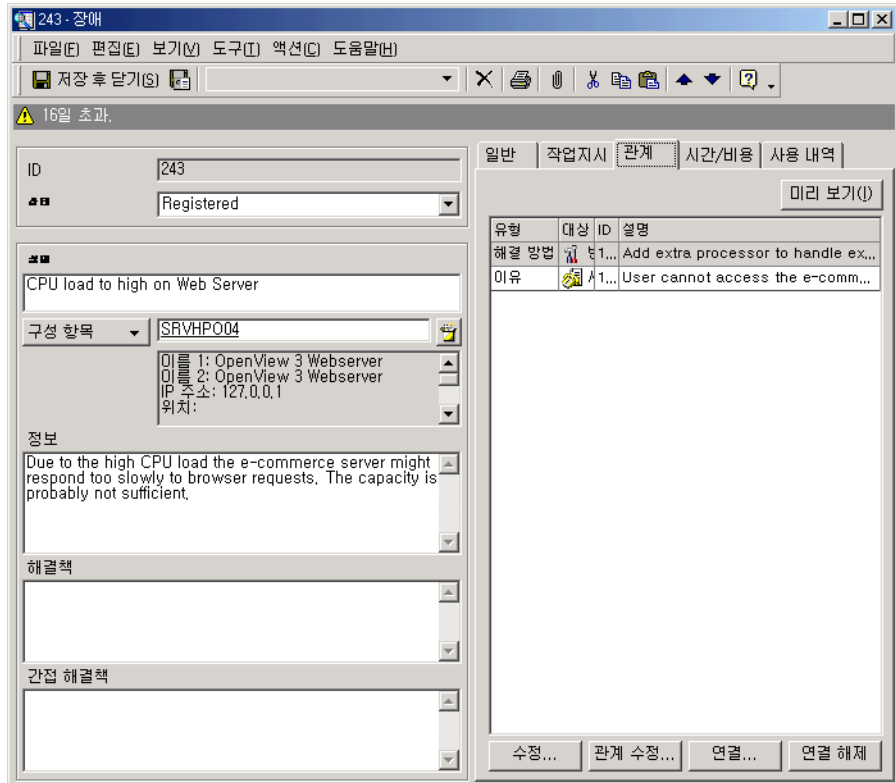 243 - 장애
파일(F) 편집(E) 보기(V) 도구(T) 액션(C) 도움말(H)
저장 후 닫기(S)
16일 초과.
ID 243
Registered
CPU load to high on Web Server
구성 항목 SRVHPO04
이름 1: OpenView 3 Webserver
이름 2: OpenView 3 Webserver
IP 주소: 127.0.0.1
위치:
정보
Due to the high CPU load the e-commerce server might
respond too slowly to browser requests. The capacity is
probably not sufficient.
해결책
간접 해결책
일반 작업지시 관계 시간/비용 사용 내역
미리 보기(I)
유형 대상 ID 설명
해결 방법 1... Add extra processor to handle ex...
이유 1... User cannot access the e-comm...
수정... 관계 수정... 연결... 연결 해제